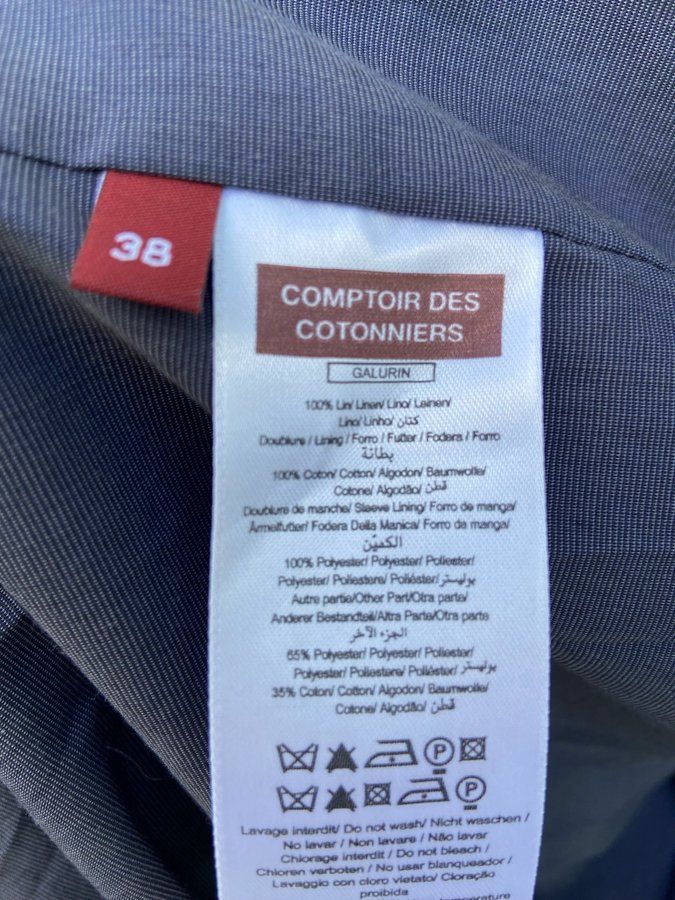 38
COMPTOIR DES
COTONNIERS
GALURIN
100% Lin/ Linen/ Lino/ Leinen/
Lino/ Linho/ كتان
Doublure / Lining / Forro / Futter / Fodera / Forro
بطانة
100% Coton/ Cotton/ Algodon/ Baumwolle/
Cotone/ Algodão/ قطن
Doublure de manche/ Sleeve Lining/ Forro de manga/
Ärmelfutter/ Fodera Della Manica/ Forro da manga/
الكميّن
100% Polyester/ Polyester/ Poliester/
Polyester/ Poliestere/ Poliéster/ بوليستر
Autre partie/Other Part/Otra parte/
Anderer Bestandteil/Altra Parte/Otra parte
الجزء الآخر
65% Polyester/ Polyester/ Poliester/
Polyester/ Poliestere/ Poliéster/ بوليستر
35% Coton/ Cotton/ Algodon/ Baumwolle/
Cotone/ Algodão/ قطن
P
P
Lavage interdit/ Do not wash/ Nicht waschen /
No lavar / Non lavare / Não lavar
Chlorage interdit / Do not bleach /
Chloren verboten / No usar blanqueador /
Lavaggio con cloro vietato/ Cloração
proibida